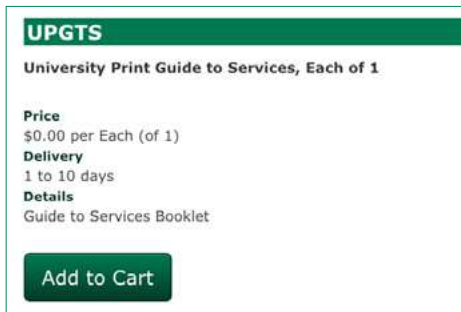 UPGTS
University Print Guide to Services, Each of 1
Price
$0.00 per Each (of 1)
Delivery
1 to 10 days
Details
Guide to Services Booklet
Add to Cart